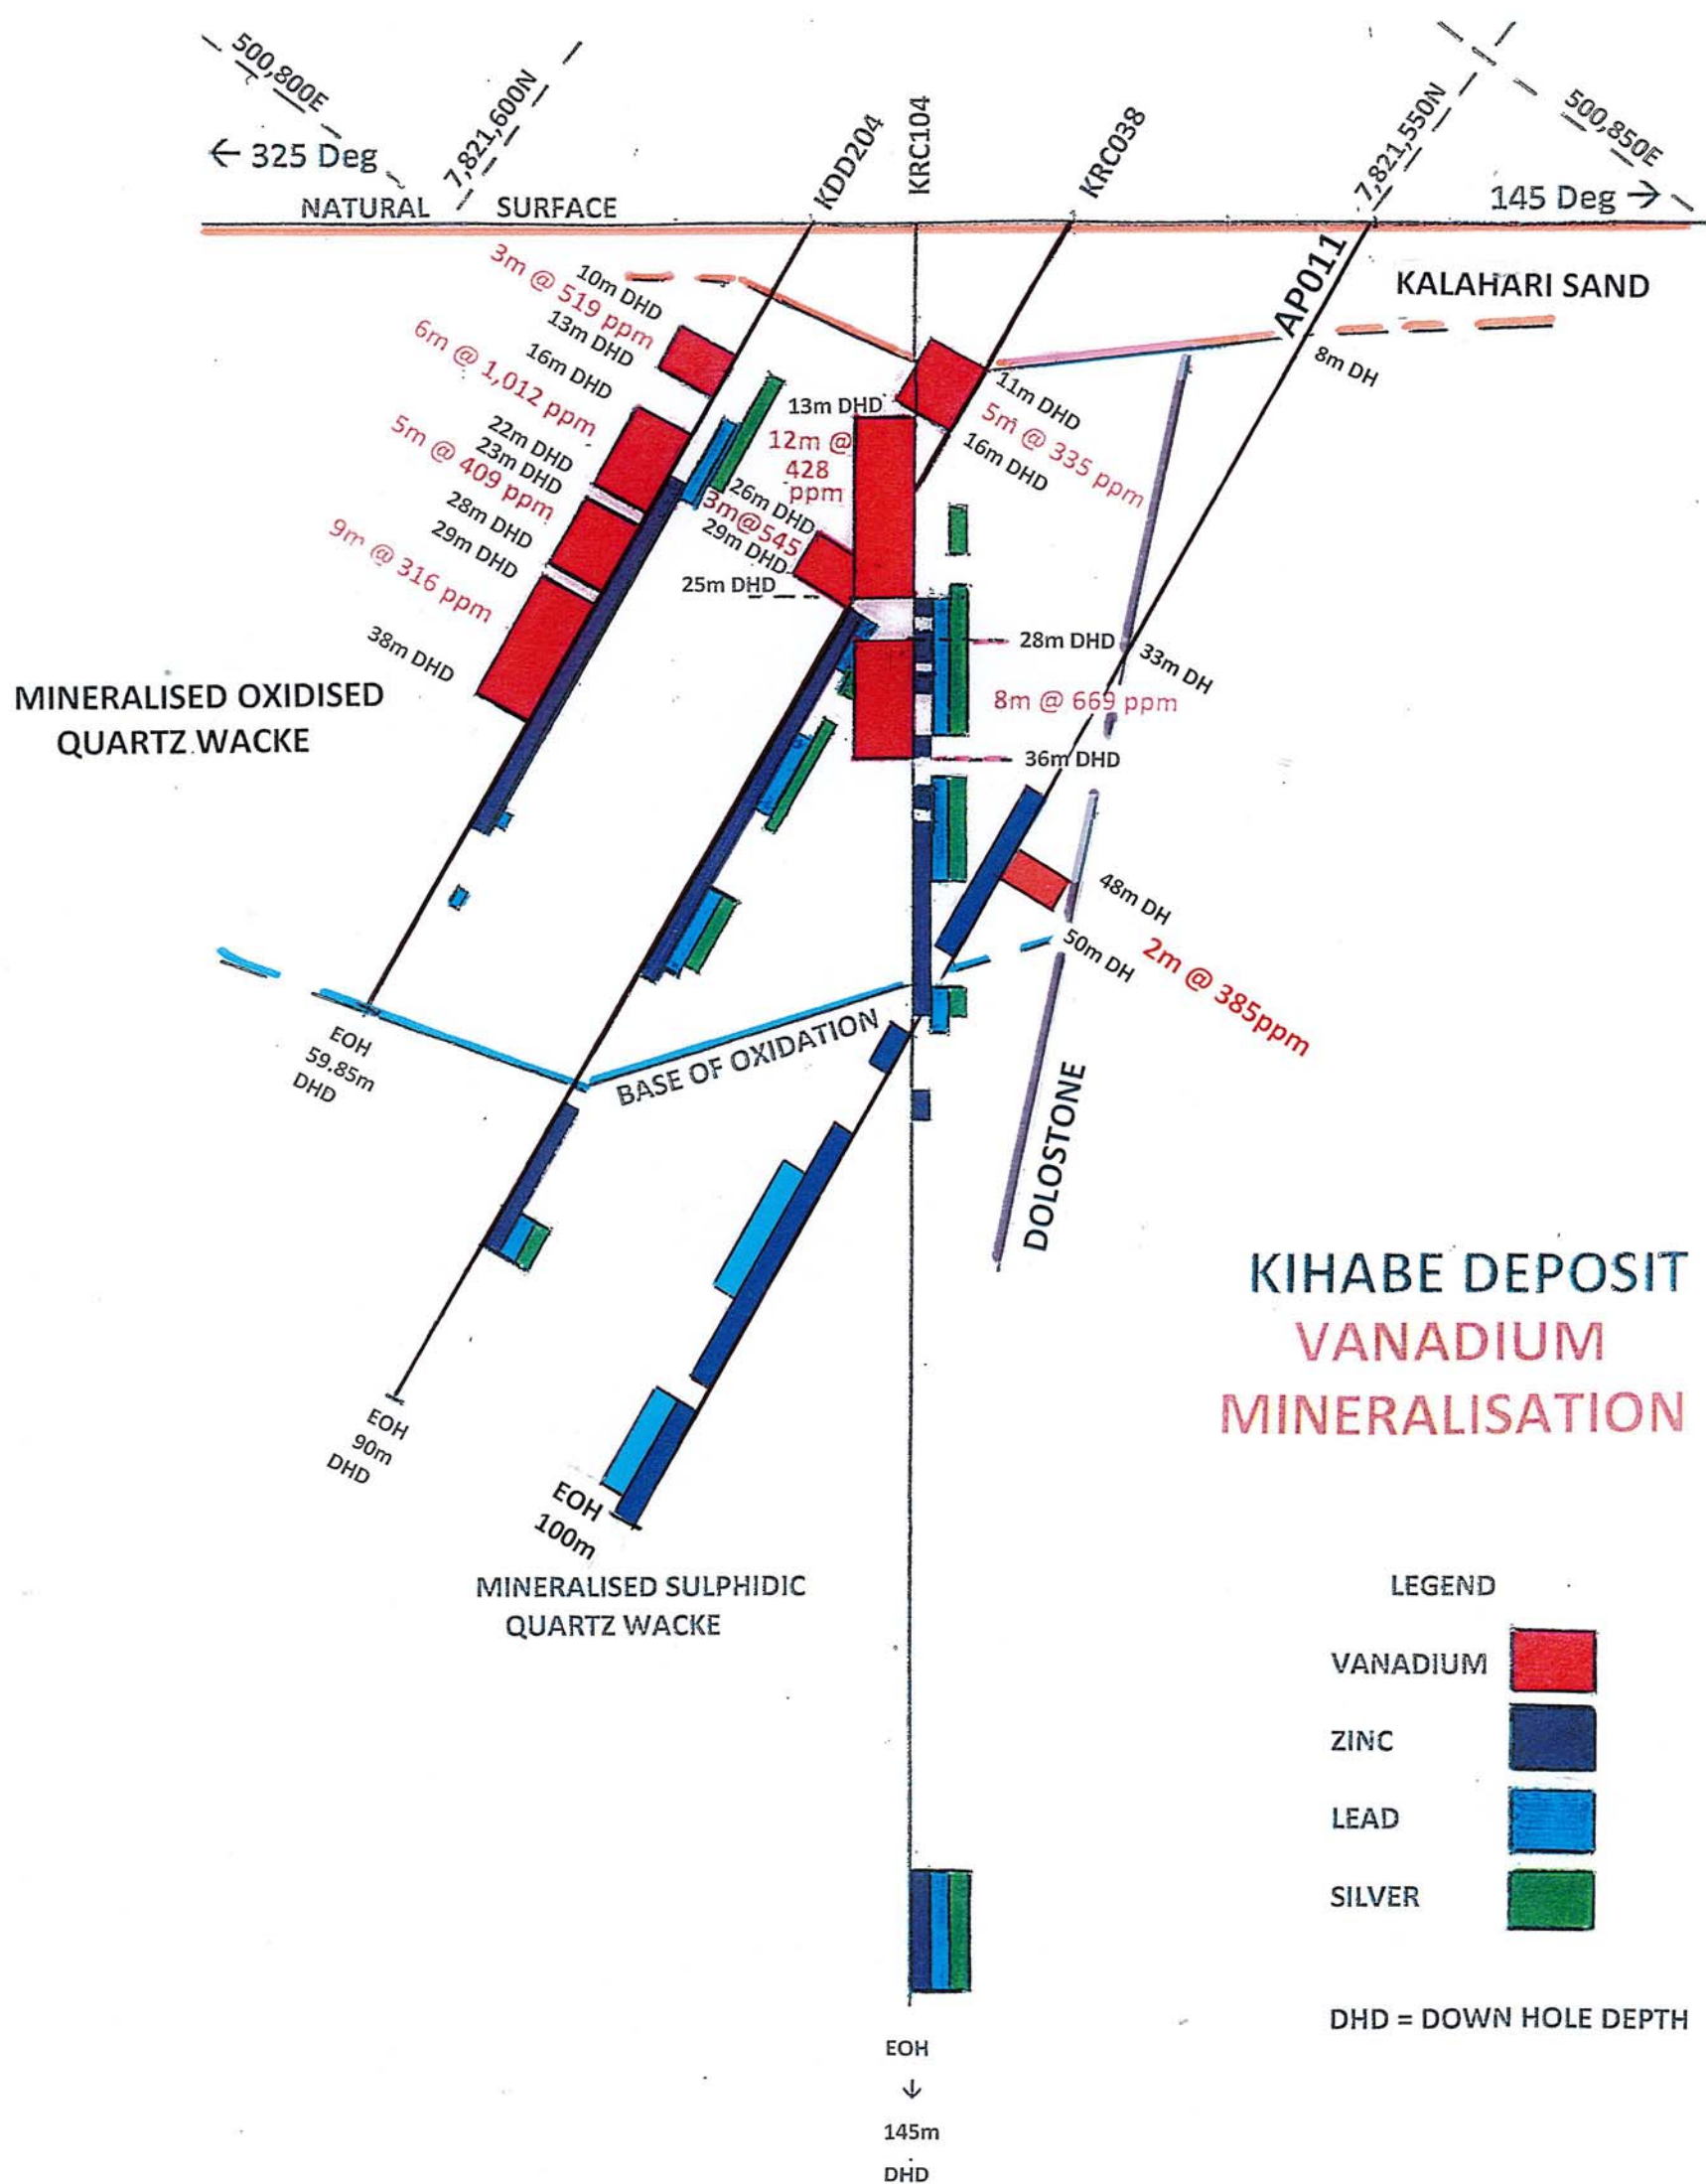 500,800E
7,821,600N
← 325 Deg
NATURAL SURFACE
KDD204
KRC104
KRC038
7,821,550N
500,850E
145 Deg →
AP011
KALAHARI SAND
8m DH
10m DHD
3m @ 519 ppm
13m DHD
16m DHD
6m @ 1,012 ppm
22m DHD
23m DHD
5m @ 409 ppm
28m DHD
29m DHD
9m @ 316 ppm
38m DHD
13m DHD
12m @
428
ppm
11m DHD
5m @ 335 ppm
16m DHD
26m DHD
3m@545
29m DHD
25m DHD
28m DHD
33m DH
8m @ 669 ppm
36m DHD
MINERALISED OXIDISED
QUARTZ WACKE
48m DH
50m DH
2m @ 385ppm
EOH
59.85m
DHD
BASE OF OXIDATION
DOLOSTONE
KIHABE DEPOSIT
VANADIUM
MINERALISATION
EOH
90m
DHD
EOH
100m
MINERALISED SULPHIDIC
QUARTZ WACKE
LEGEND
VANADIUM
ZINC
LEAD
SILVER
DHD = DOWN HOLE DEPTH
EOH
↓
145m
DHD